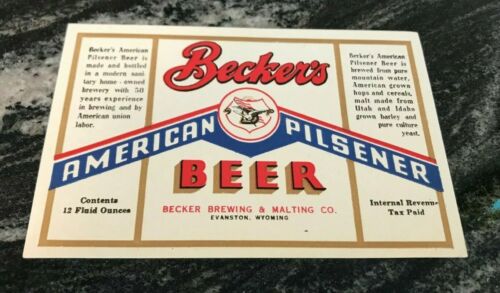 Becker's American
Pilsener Beer is
made and bottled
in a modern sani
tary home - owned
brewery with 50
years experience
in brewing and by
American union
labor.
Becker's
AMERICAN PILSENER
BEER
BECKER BREWING & MALTING CO.
EVANSTON, WYOMING
Becker's American
Pilsener Beer is
brewed from pure
mountain water,
American grown
hops and cereals,
malt made from
Utah and Idaho
grown barley and
pure culture
yeast.
Contents
12 Fluid Ounces
Internal Revenue
Tax Paid